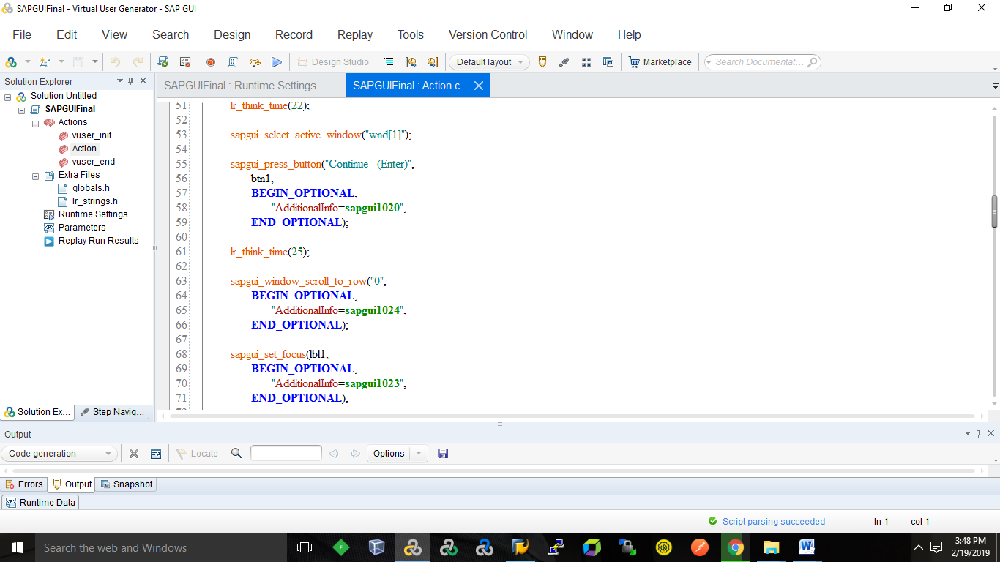 SAPGUIFinal - Virtual User Generator - SAP GUI
File Edit View Search Design Record Replay Tools Version Control Window Help
Design Studio Default layout Marketplace Search Documentat...
Solution Explorer
Solution Untitled
SAPGUIFinal
Actions
vuser_init
Action
vuser_end
Extra Files
globals.h
lr_strings.h
Runtime Settings
Parameters
Replay Run Results
Solution Ex... Step Navig...
SAPGUIFinal : Runtime Settings SAPGUIFinal : Action.c
51 lr_think_time(22);
52
53 sapgui_select_active_window("wnd[1]");
54
55 sapgui_press_button("Continue   (Enter)",
56 btn1,
57 BEGIN_OPTIONAL,
58 "AdditionalInfo=sapgui1020",
59 END_OPTIONAL);
60
61 lr_think_time(25);
62
63 sapgui_window_scroll_to_row("0",
64 BEGIN_OPTIONAL,
65 "AdditionalInfo=sapgui1024",
66 END_OPTIONAL);
67
68 sapgui_set_focus(lbl1,
69 BEGIN_OPTIONAL,
70 "AdditionalInfo=sapgui1023",
71 END_OPTIONAL);
Output
Code generation Locate Options
Errors Output Snapshot
Runtime Data
Script parsing succeeded ln 1 col 1
Search the web and Windows
3:48 PM
2/19/2019